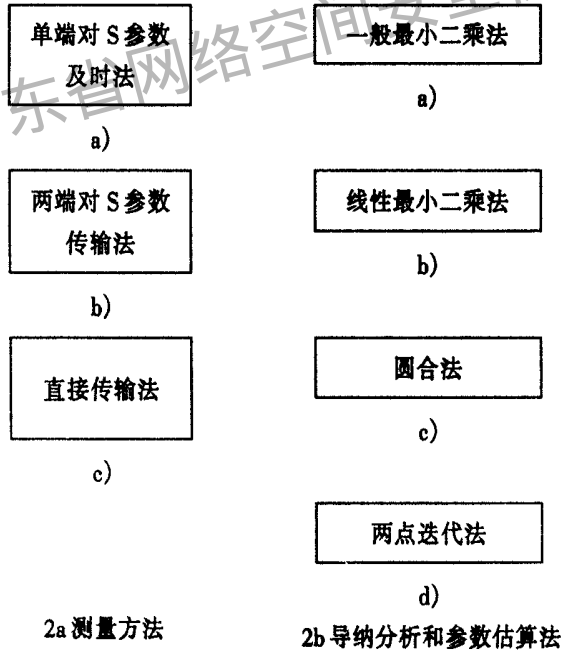 单端对 S 参数
及时法
a)
两端对 S 参数
传输法
b)
直接传输法
c)
2a 测量方法
一般最小二乘法
a)
线性最小二乘法
b)
圆合法
c)
两点迭代法
d)
2b 导纳分析和参数估算法
东省网络空间安全